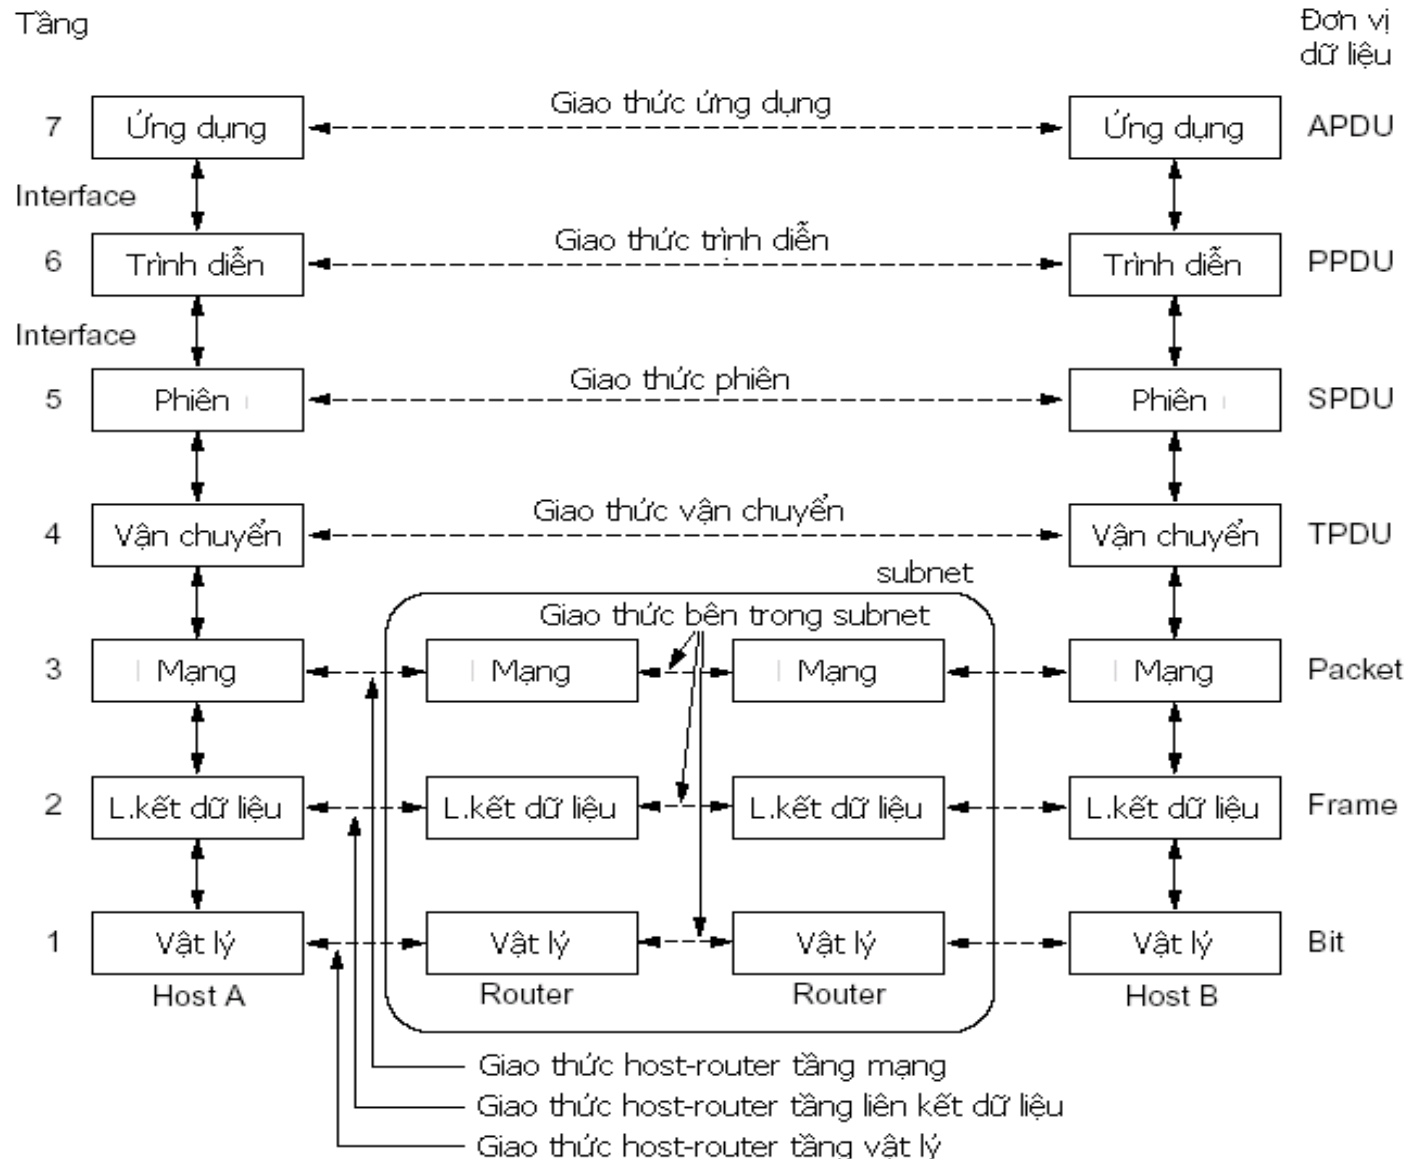 Tầng
Đơn vị
dữ liệu
7 Ứng dụng Giao thức ứng dụng Ứng dụng APDU
Interface
6 Trình diễn Giao thức trình diễn Trình diễn PPDU
Interface
5 Phiên Giao thức phiên Phiên SPDU
4 Vận chuyển Giao thức vận chuyển Vận chuyển TPDU
subnet
Giao thức bên trong subnet
3 Mạng Mạng Mạng Mạng Packet
2 L.kết dữ liệu L.kết dữ liệu L.kết dữ liệu L.kết dữ liệu Frame
1 Vật lý Vật lý Vật lý Vật lý Bit
Host A Router Router Host B
Giao thức host-router tầng mạng
Giao thức host-router tầng liên kết dữ liệu
Giao thức host-router tầng vật lý